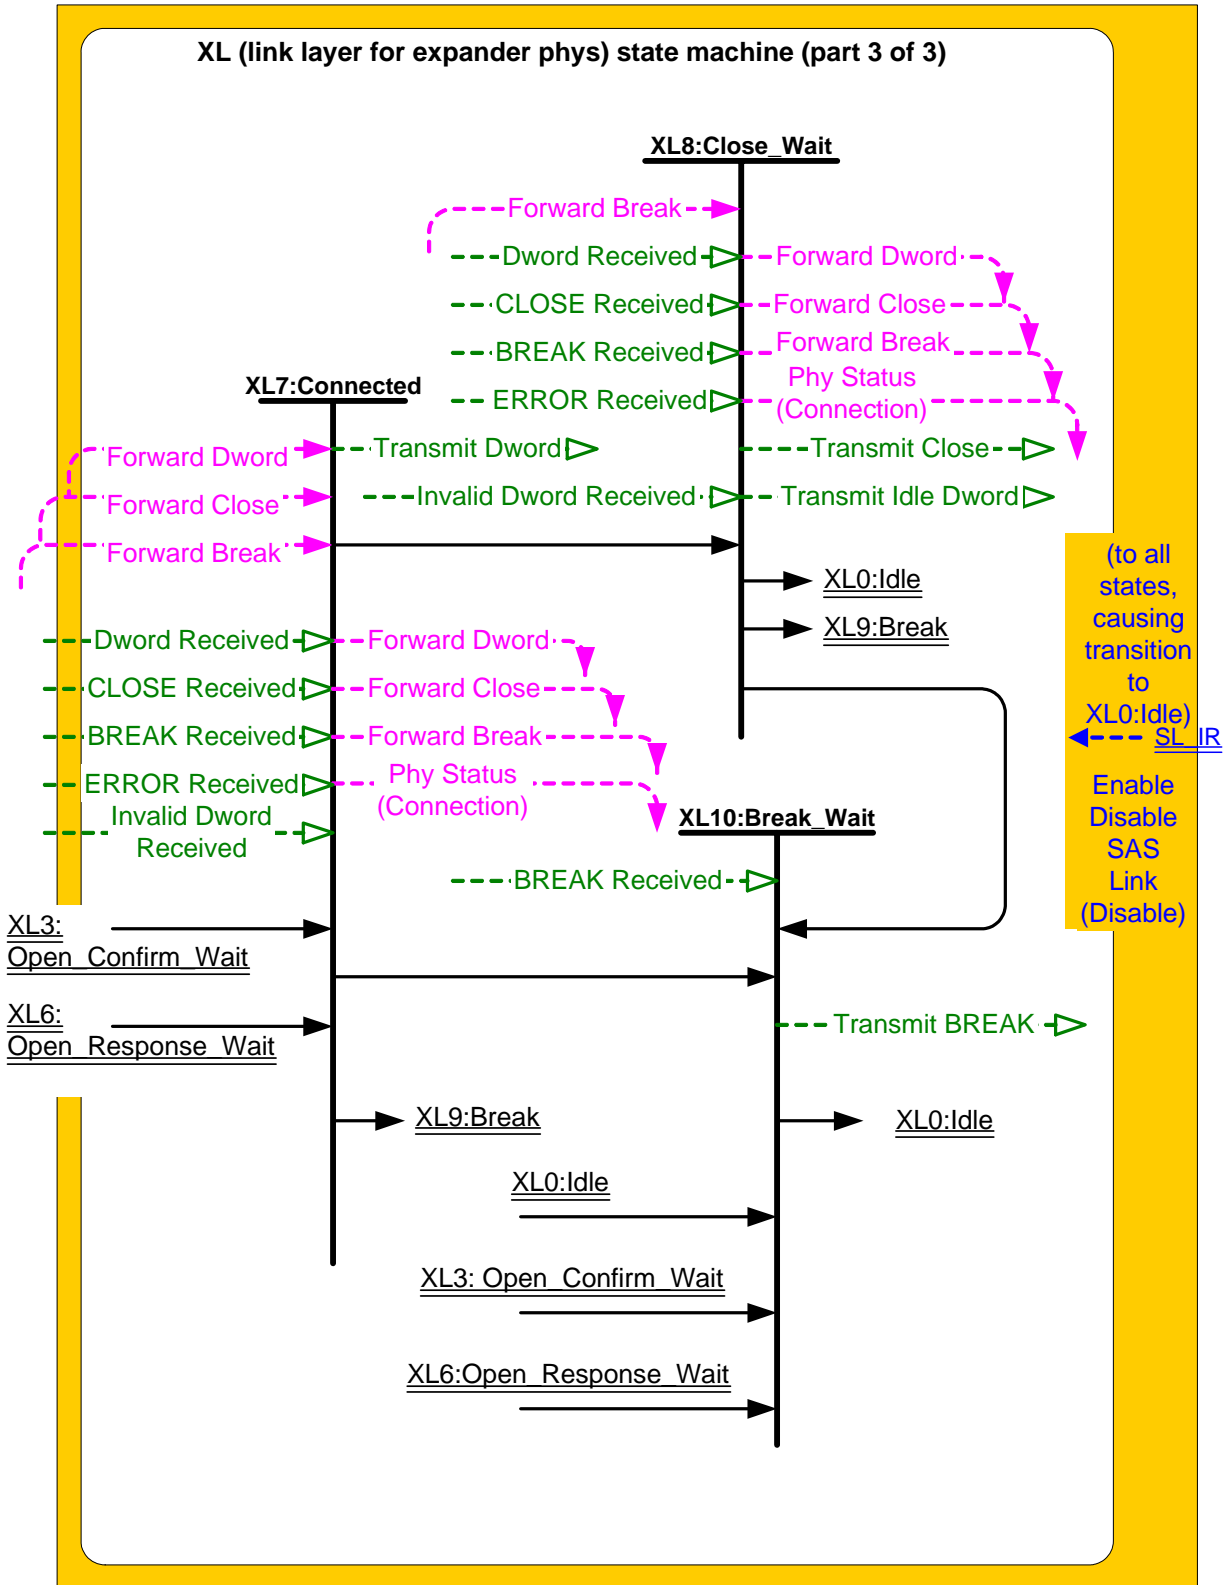 XL (link layer for expander phys) state machine (part 3 of 3)
XL8:Close_Wait
Forward Break
Dword Received
Forward Dword
CLOSE Received
Forward Close
BREAK Received
Forward Break
ERROR Received
Phy Status
(Connection)
Transmit Close
Invalid Dword Received
Transmit Idle Dword
XL0:Idle
XL9:Break
XL7:Connected
Forward Dword
Transmit Dword
Forward Close
Forward Break
Dword Received
Forward Dword
CLOSE Received
Forward Close
BREAK Received
Forward Break
ERROR Received
Phy Status
(Connection)
Invalid Dword
Received
XL3:
Open_Confirm_Wait
XL6:
Open_Response_Wait
XL9:Break
XL10:Break_Wait
BREAK Received
Transmit BREAK
XL0:Idle
XL0:Idle
XL3: Open_Confirm_Wait
XL6:Open_Response_Wait
(to all
states,
causing
transition
to
XL0:Idle)
SL_IR
Enable
Disable
SAS
Link
(Disable)